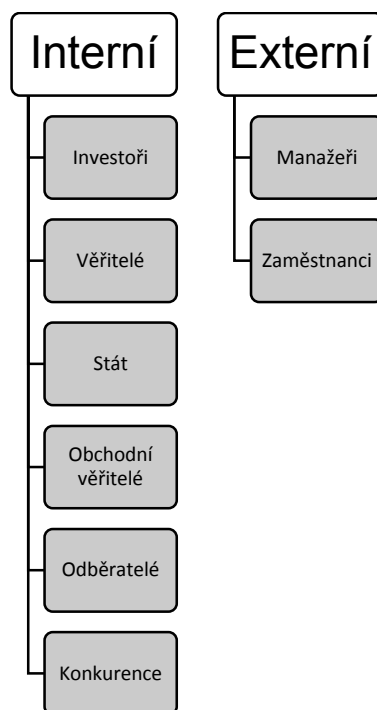 Interní
Investoři
Věřitelé
Stát
Obchodní
věřitelé
Odběratelé
Konkurence
Externí
Manažeři
Zaměstnanci